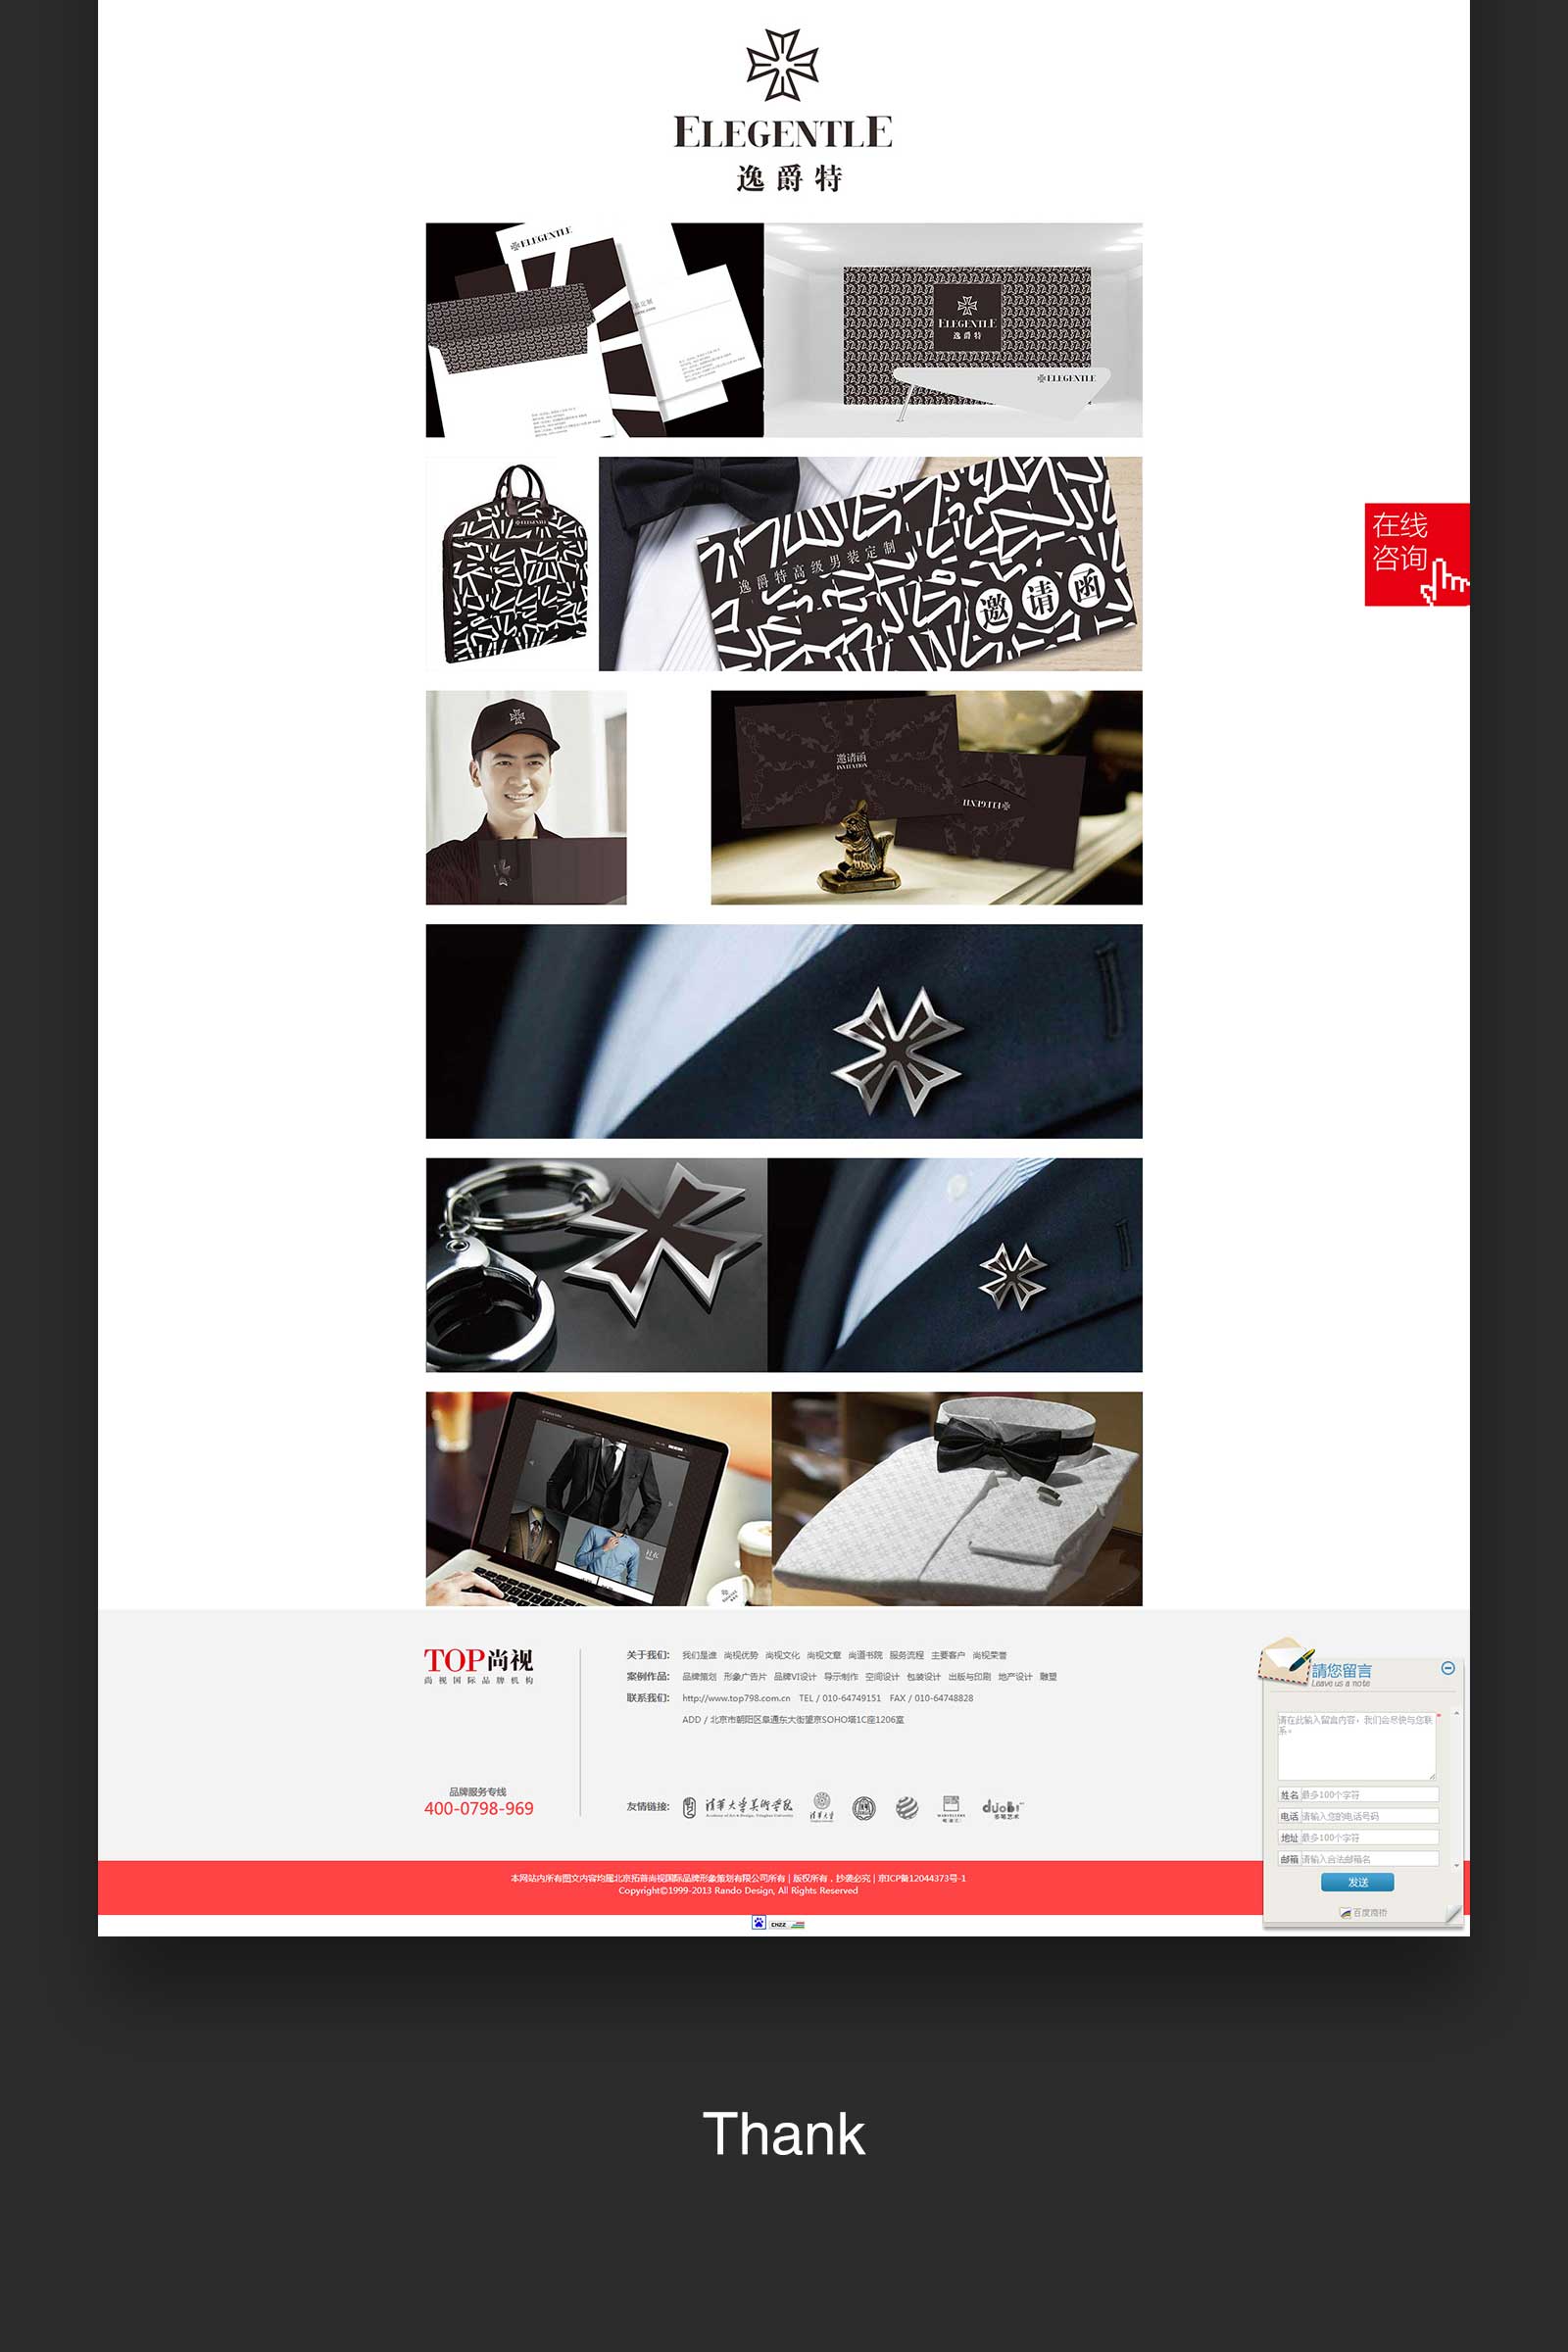 ELEGENTLE
逸爵特
ELEGENTLE
ELEGENTLE
逸爵特
ELEGENTLE
ELEGENTLE
逸爵特高级男装定制
邀请函
在线
咨询
邀请函
INVITATION
衬衣
TOP尚视
尚视国际品牌机构
关于我们: 我们是谁 尚视优势 尚视文化 尚视文章 尚道书院 服务流程 主要客户 尚视荣誉
案例作品: 品牌策划 形象广告片 品牌VI设计 导示制作 空间设计 包装设计 出版与印刷 地产设计 雕塑
联系我们: http://www.top798.com.cn TEL / 010-64749151 FAX / 010-64748828
ADD / 北京市朝阳区阜通东大街望京SOHO塔1C座1206室
品牌服务专线
400-0798-969
友情链接: 清华大学美術学院 清华大学 duobi 多笔艺术
請您留言
Leave us a note
请在此输入留言内容，我们会尽快与您联系。
姓名 最多100个字符
电话 请输入您的电话号码
地址 最多100个字符
邮箱 请输入合法邮箱名
发送
百度商桥
本网站内所有图文内容均属北京拓普尚视国际品牌形象策划有限公司所有 | 版权所有，抄袭必究 | 京ICP备12044373号-1
Copyright©1999-2013 Rando Design, All Rights Reserved
CNZZ
Thank